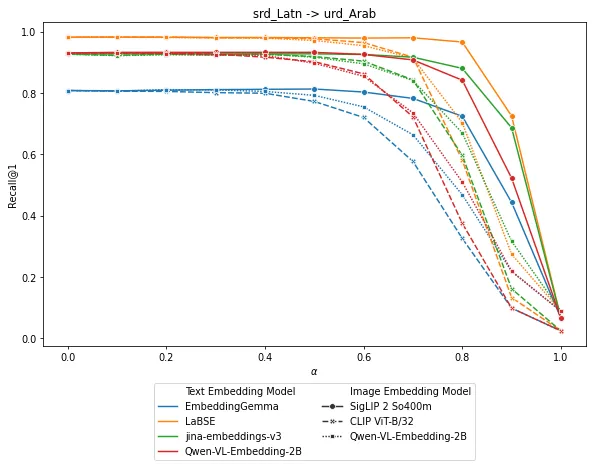 srd_Latn -> urd_Arab
1.0
0.8
0.6
0.4
0.2
0.0
Recall@1
0.0 0.2 0.4 0.6 0.8 1.0
α
Text Embedding Model Image Embedding Model
EmbeddingGemma SigLIP 2 So400m
LaBSE CLIP ViT-B/32
jina-embeddings-v3 Qwen-VL-Embedding-2B
Qwen-VL-Embedding-2B